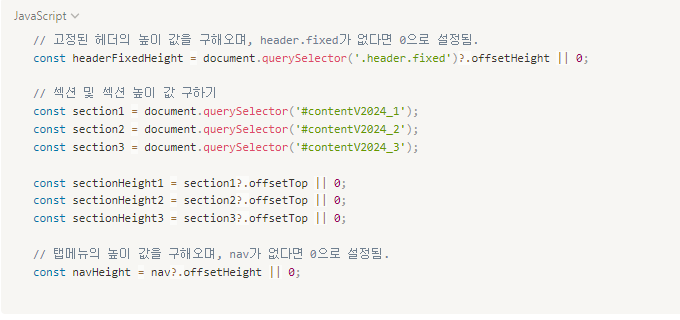 JavaScript
// 고정된 헤더의 높이 값을 구해오며, header.fixed가 없다면 0으로 설정됨.
const headerFixedHeight = document.querySelector('.header.fixed')?.offsetHeight || 0;
// 섹션 및 섹션 높이 값 구하기
const section1 = document.querySelector('#contentV2024_1');
const section2 = document.querySelector('#contentV2024_2');
const section3 = document.querySelector('#contentV2024_3');
const sectionHeight1 = section1?.offsetTop || 0;
const sectionHeight2 = section2?.offsetTop || 0;
const sectionHeight3 = section3?.offsetTop || 0;
// 탭메뉴의 높이 값을 구해오며, nav가 없다면 0으로 설정됨.
const navHeight = nav?.offsetHeight || 0;